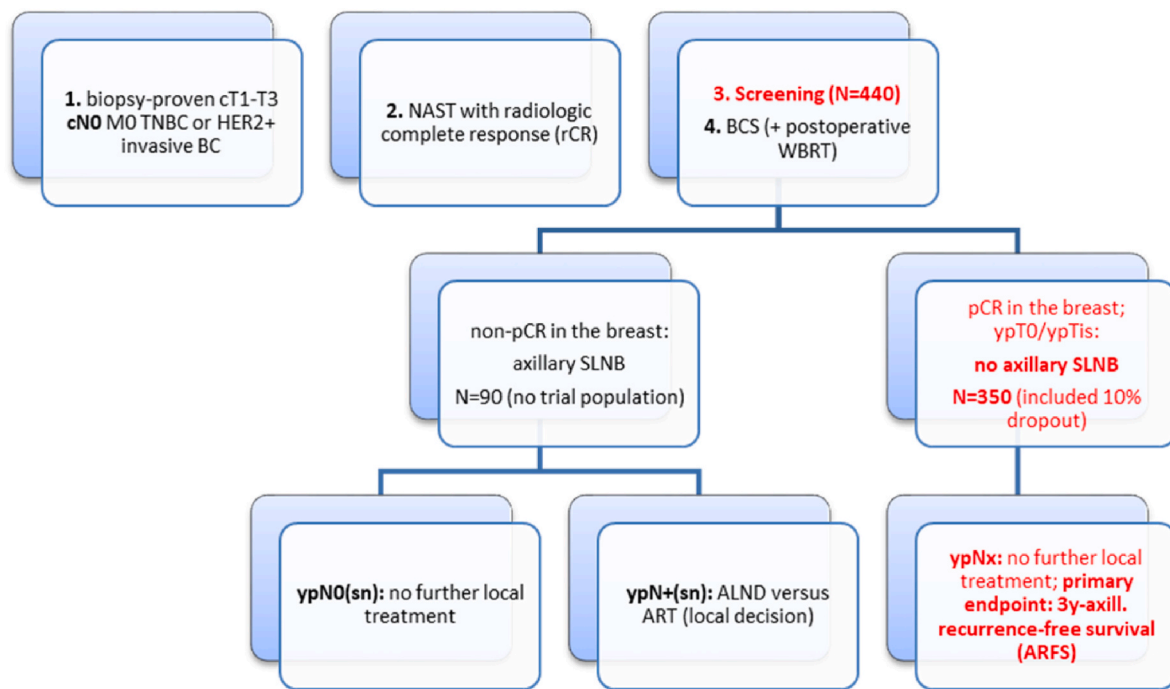 1. biopsy-proven cT1-T3
cN0 M0 TNBC or HER2+
invasive BC
2. NAST with radiologic
complete response (rCR)
3. Screening (N=440)
4. BCS (+ postoperative
WBRT)
non-pCR in the breast:
axillary SLNB
N=90 (no trial population)
pCR in the breast;
ypT0/ypTis:
no axillary SLNB
N=350 (included 10%
dropout)
ypN0(sn): no further local
treatment
ypN+(sn): ALND versus
ART (local decision)
ypNx: no further local
treatment; primary
endpoint: 3y-axill.
recurrence-free survival
(ARFS)